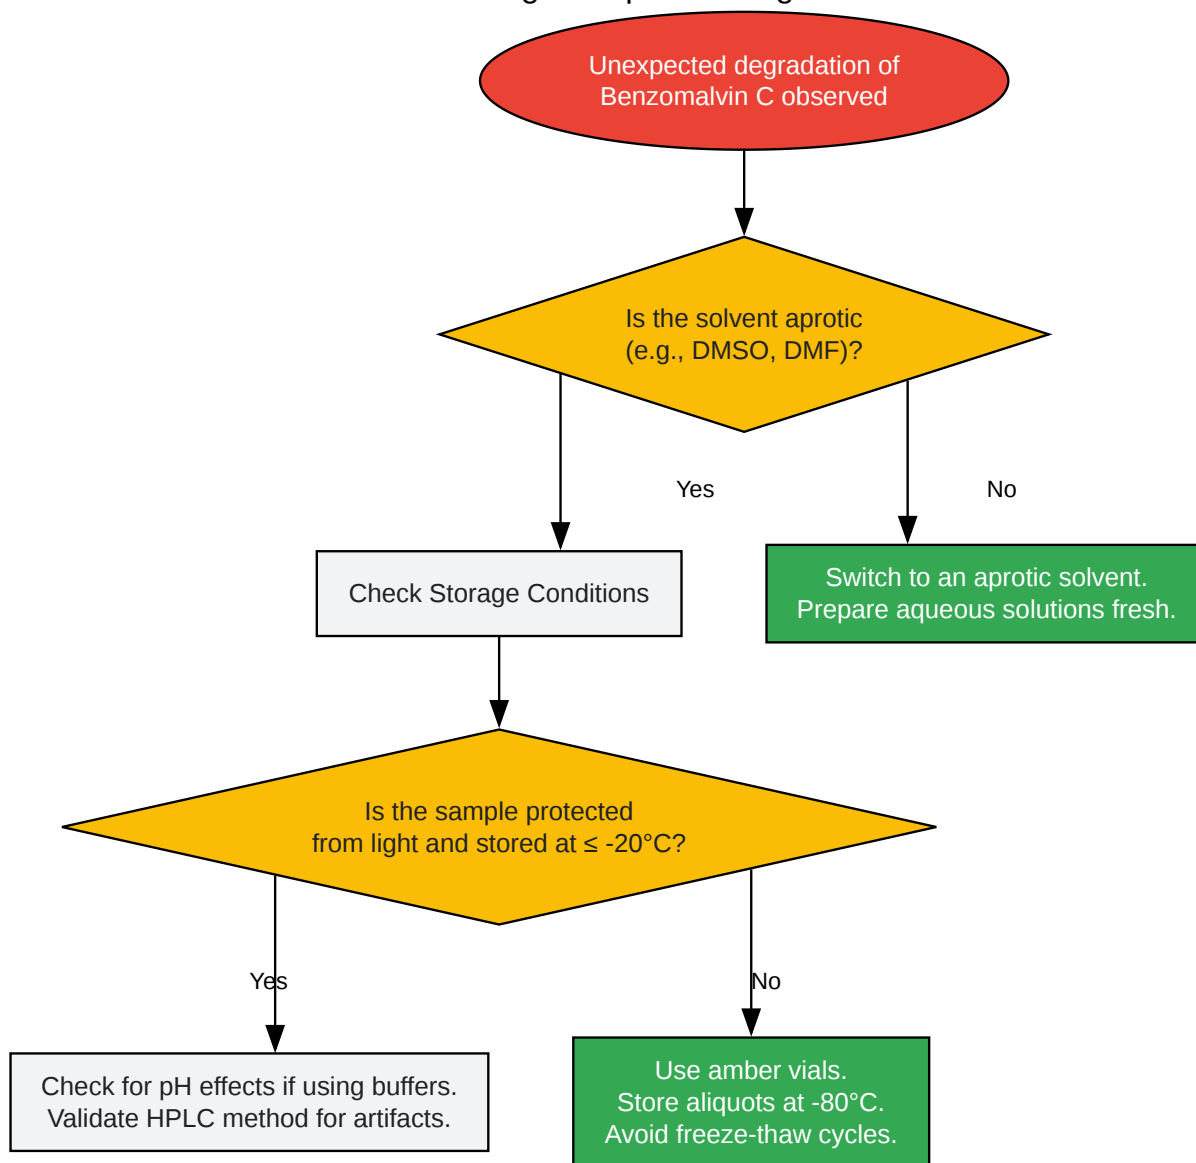 Unexpected degradation of
Benzomalvin C observed
Is the solvent aprotic
(e.g., DMSO, DMF)?
Yes
No
Check Storage Conditions
Switch to an aprotic solvent.
Prepare aqueous solutions fresh.
Is the sample protected
from light and stored at ≤ -20°C?
Yes
No
Check for pH effects if using buffers.
Validate HPLC method for artifacts.
Use amber vials.
Store aliquots at -80°C.
Avoid freeze-thaw cycles.